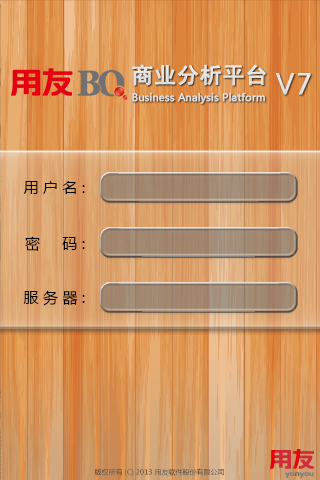 用友 BQ 商业分析平台 V7
Business Analysis Platform
用户名：
密 码：
服务器：
用友
yonyou
版权所有 (C) 2013 用友软件股份有限公司